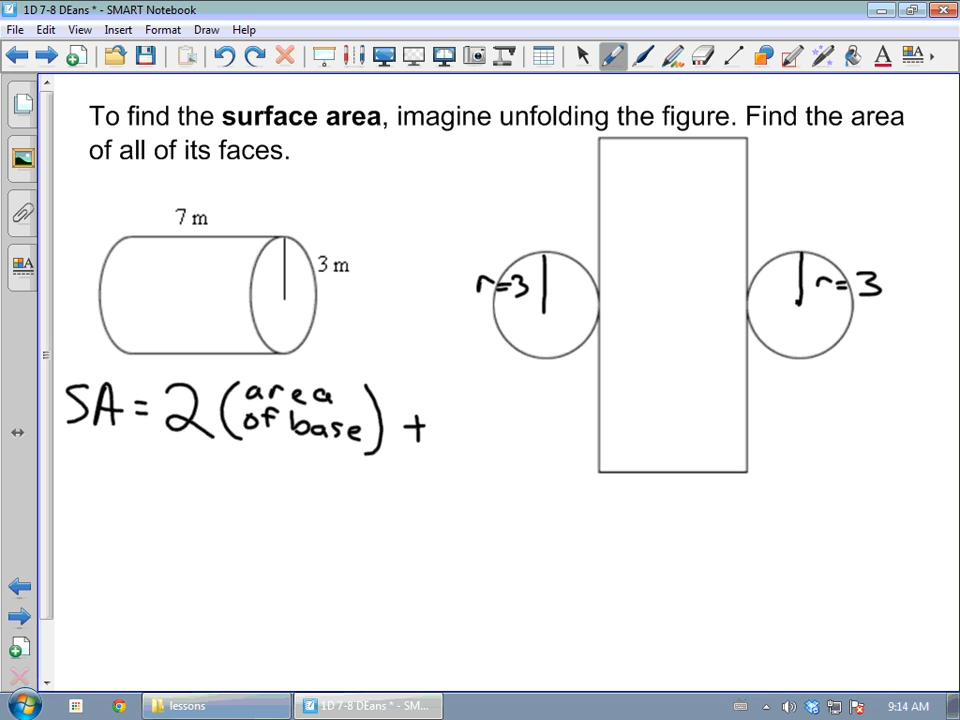 1D 7-8 DEans * - SMART Notebook
File Edit View Insert Format Draw Help
To find the surface area, imagine unfolding the figure. Find the area
of all of its faces.
7 m
3 m
r=3
r=3
SA = 2 (area of base) +
lessons
1D 7-8 DEans * - SM...
9:14 AM